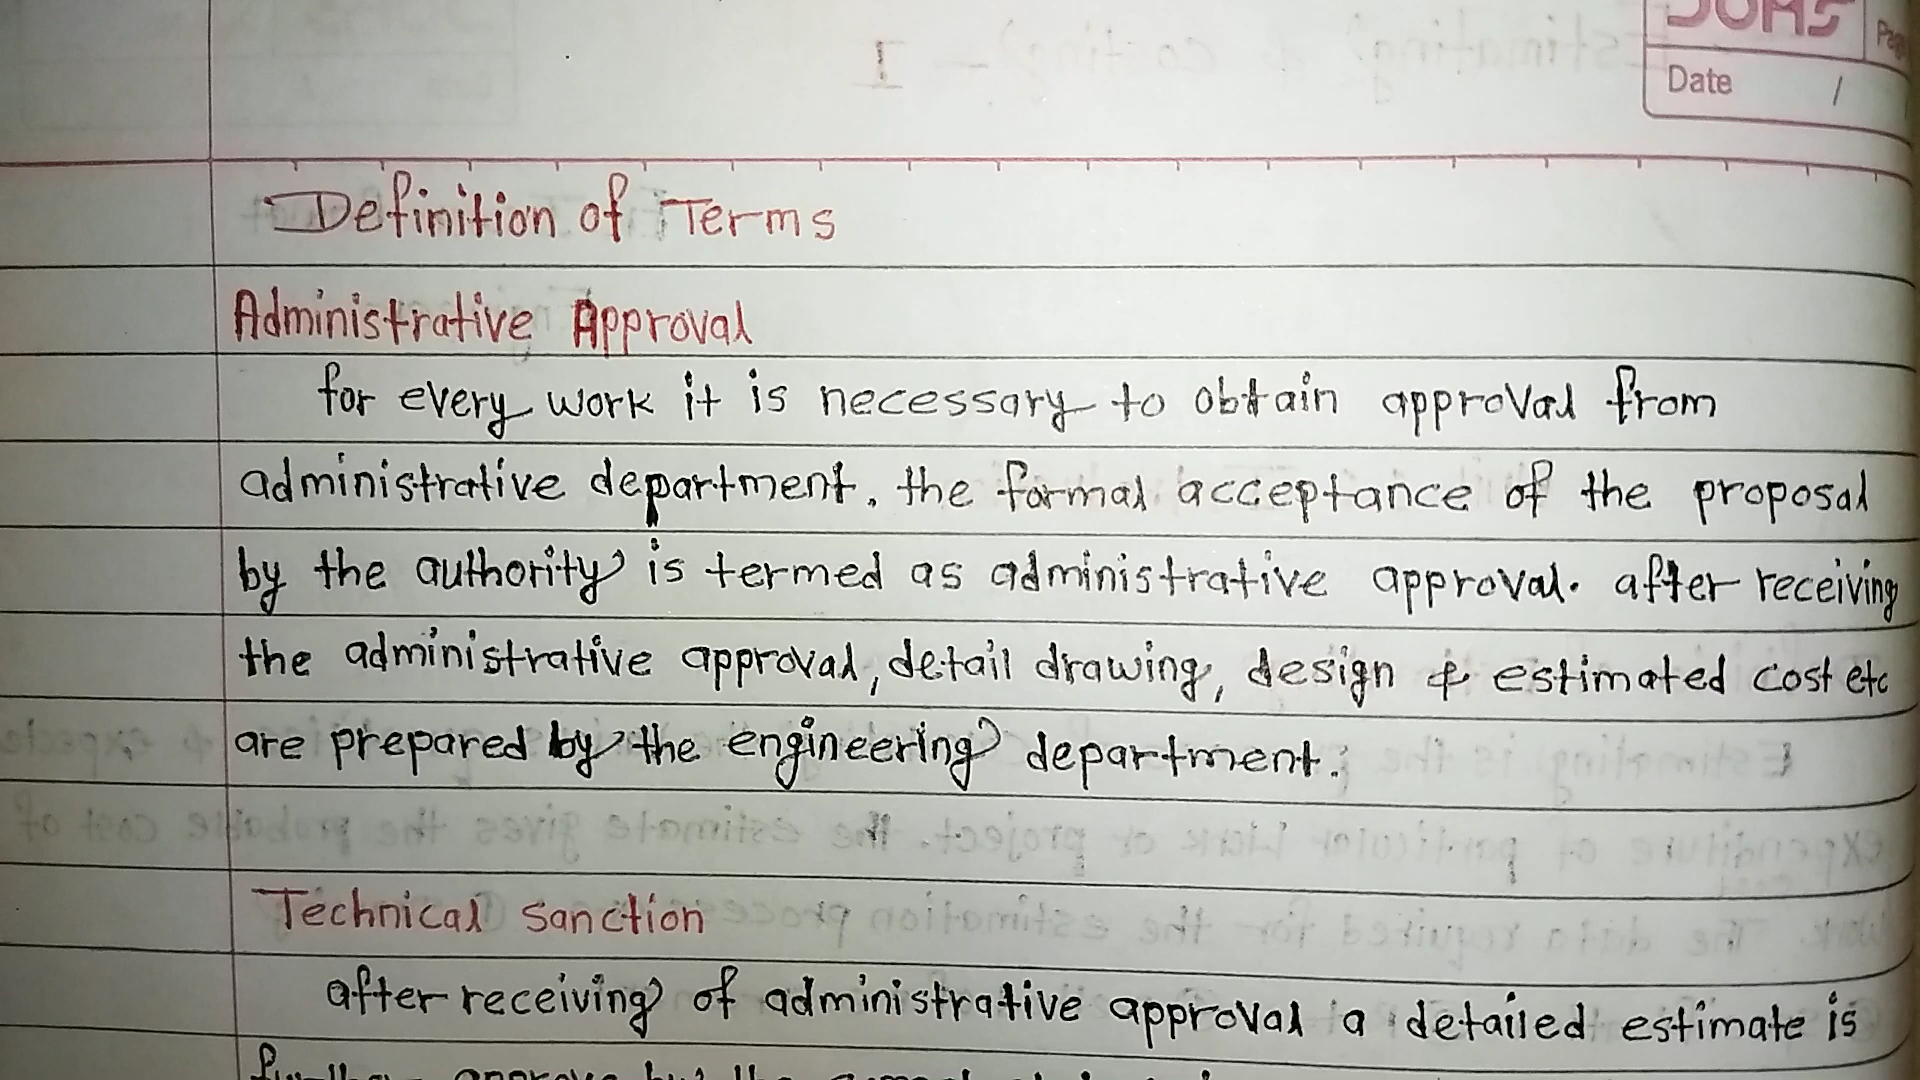 Date /
Definition of Terms
Administrative Approval
for every work it is necessary to obtain approval from
administrative department. the formal acceptance of the proposal
by the authority is termed as administrative approval. after receiving
the administrative approval, detail drawing, design & estimated cost etc
are prepared by the engineering department.
Technical sanction
after receiving of administrative approval a detailed estimate is